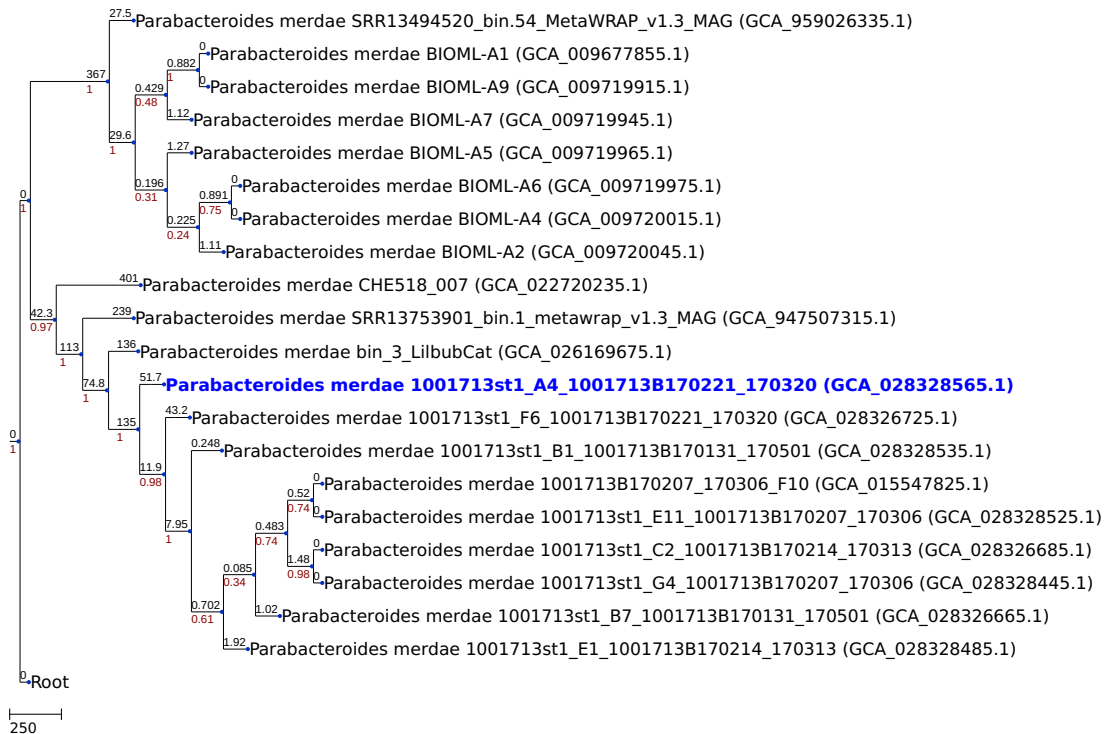 27.5 Parabacteroides merdae SRR13494520_bin.54_MetaWRAP_v1.3_MAG (GCA_959026335.1)
0 Parabacteroides merdae BIOML-A1 (GCA_009677855.1)
0.882
367
1
1
0 Parabacteroides merdae BIOML-A9 (GCA_009719915.1)
0.429
0.48
1.12 Parabacteroides merdae BIOML-A7 (GCA_009719945.1)
29.6
1
1.27 Parabacteroides merdae BIOML-A5 (GCA_009719965.1)
0 Parabacteroides merdae BIOML-A6 (GCA_009719975.1)
0.196
0.31
0.891
0.75
0
1
0 Parabacteroides merdae BIOML-A4 (GCA_009720015.1)
0.225
0.24
1.11 Parabacteroides merdae BIOML-A2 (GCA_009720045.1)
401 Parabacteroides merdae CHE518_007 (GCA_022720235.1)
42.3
0.97
239 Parabacteroides merdae SRR13753901_bin.1_metawrap_v1.3_MAG (GCA_947507315.1)
113
1
136 Parabacteroides merdae bin_3_LilbubCat (GCA_026169675.1)
74.8
1
51.7 Parabacteroides merdae 1001713st1_A4_1001713B170221_170320 (GCA_028328565.1)
43.2 Parabacteroides merdae 1001713st1_F6_1001713B170221_170320 (GCA_028326725.1)
135
1
0
1
0.248 Parabacteroides merdae 1001713st1_B1_1001713B170131_170501 (GCA_028328535.1)
11.9
0.98
0 Parabacteroides merdae 1001713B170207_170306_F10 (GCA_015547825.1)
0.52
0.74
0 Parabacteroides merdae 1001713st1_E11_1001713B170207_170306 (GCA_028328525.1)
7.95
1
0.483
0.74
0 Parabacteroides merdae 1001713st1_C2_1001713B170214_170313 (GCA_028326685.1)
1.48
0.98
0 Parabacteroides merdae 1001713st1_G4_1001713B170207_170306 (GCA_028328445.1)
0.085
0.34
1.02 Parabacteroides merdae 1001713st1_B7_1001713B170131_170501 (GCA_028326665.1)
0.702
0.61
1.92 Parabacteroides merdae 1001713st1_E1_1001713B170214_170313 (GCA_028328485.1)
0 Root
250